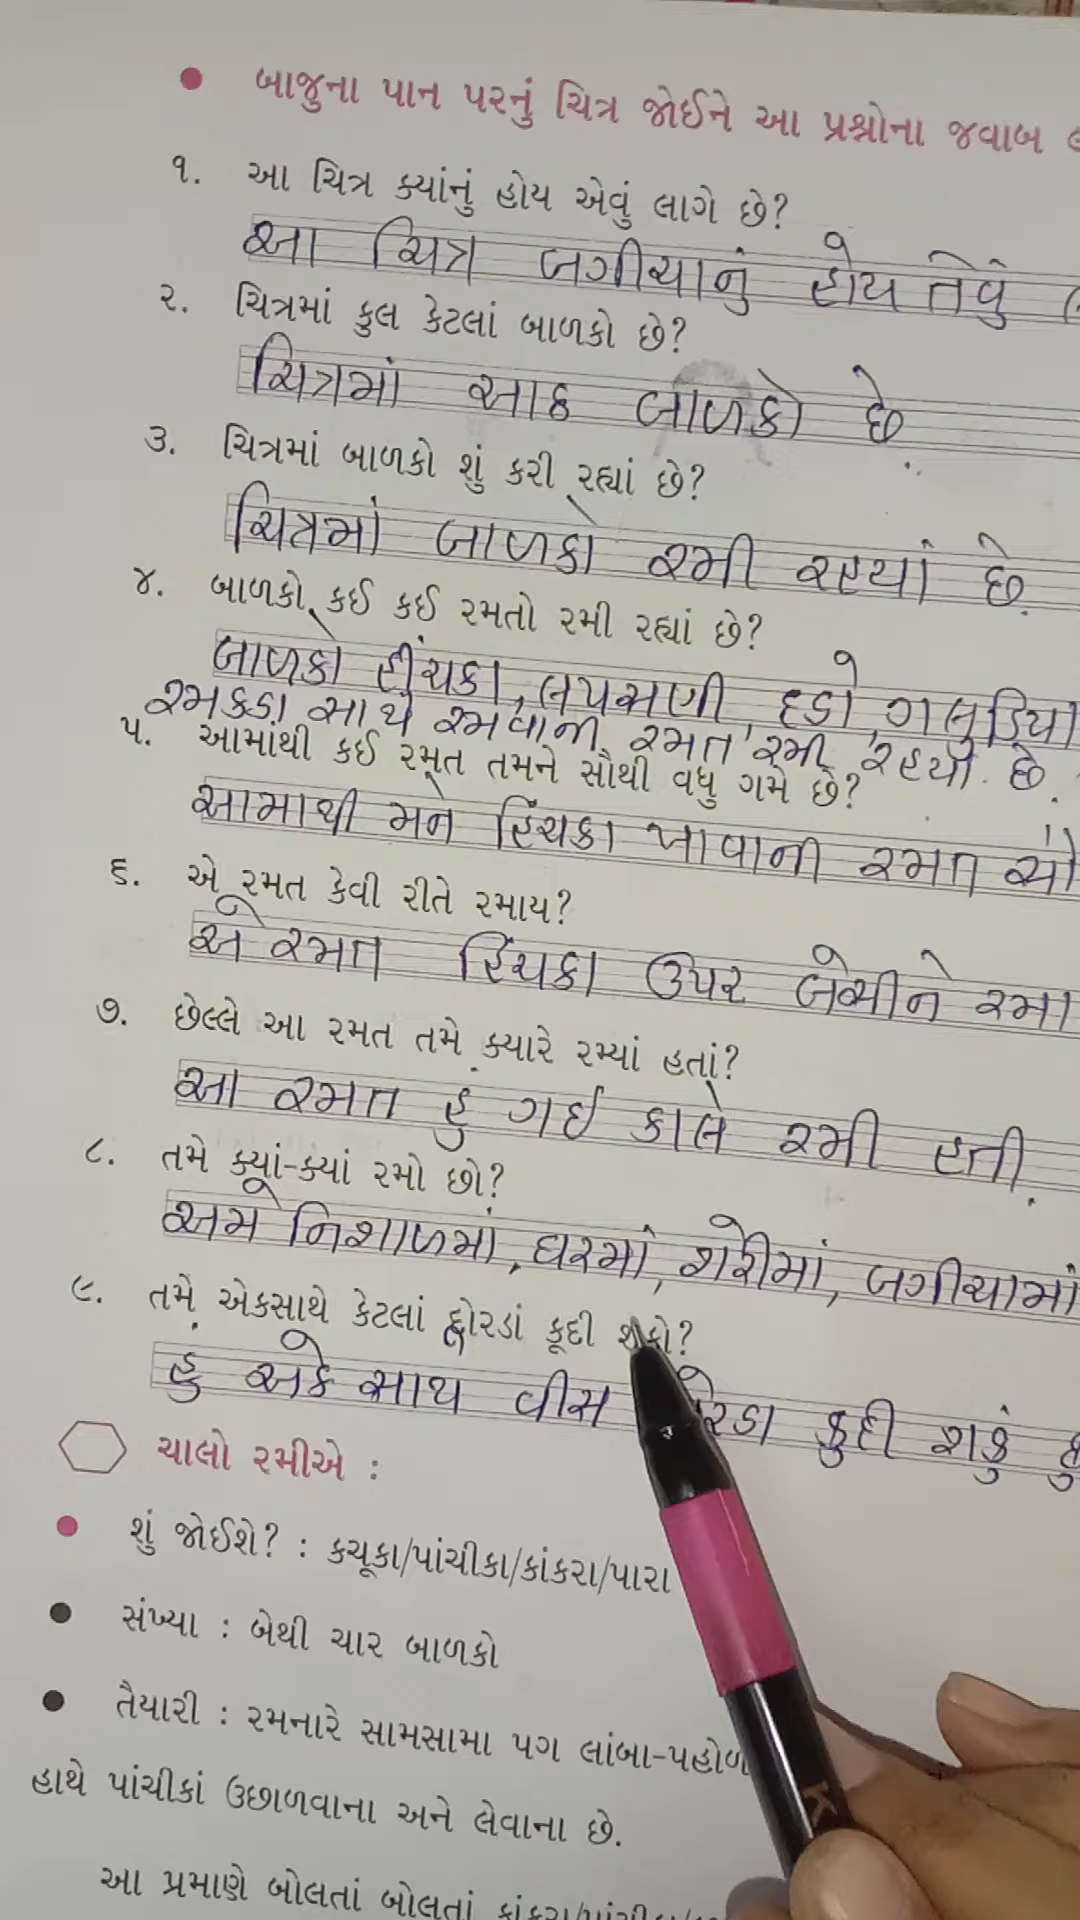 બાજુના પાન પરનું ચિત્ર જોઈને આ પ્રશ્નોના જવાબ
૧. આ ચિત્ર ક્યાંનું હોય એવું લાગે છે?
આ ચિત્ર બગીચાનું હોય તેવું
૨. ચિત્રમાં કુલ કેટલાં બાળકો છે?
ચિત્રમાં આઠ બાળકો છે
૩. ચિત્રમાં બાળકો શું કરી રહ્યાં છે?
ચિત્રમાં બાળકો રમી રહયાં છે.
૪. બાળકો કઈ કઈ રમતો રમી રહ્યાં છે?
બાળકો હીંચકા, લપસણી, દડો, ગલુડિયા
રમકડાં સાથે રમવાની રમત રમી રહયાં છે.
૫. આમાંથી કઈ રમત તમને સૌથી વધુ ગમે છે?
આમાથી મને હિંચકા ખાવાની રમત સૌ
૬. એ રમત કેવી રીતે રમાય?
એ રમત હિંચકા ઉપર બેસીને રમા
૭. છેલ્લે આ રમત તમે ક્યારે રમ્યાં હતાં?
આ રમત હું ગઈ કાલે રમી હતી.
૮. તમે ક્યાં-ક્યાં રમો છો?
અમે નિશાળમાં, ઘરમાં, શેરીમાં, બગીચામાં
૯. તમે એકસાથે કેટલાં દોરડાં કૂદી શકો?
હું એક સાથ વીસ દોરડા કુદી શકું છું
ચાલો રમીએ :
શું જોઈશે? : કચૂકા/પાંચીકા/કાંકરા/પારા
સંખ્યા : બેથી ચાર બાળકો
તૈયારી : રમનારે સામસામા પગ લાંબા-પહોળ
હાથે પાંચીકાં ઉછાળવાના અને લેવાના છે.
આ પ્રમાણે બોલતાં બોલતાં કાંકરા/પાંચીકા/